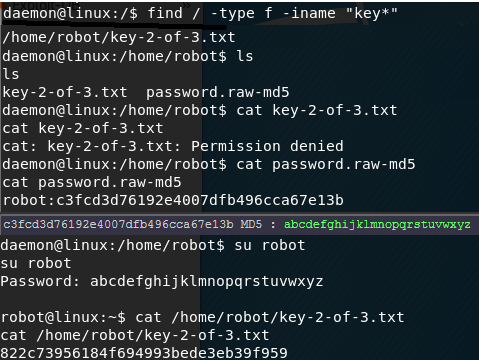 daemon@linux:/$ find / -type f -iname "key*"
/home/robot/key-2-of-3.txt
daemon@linux:/home/robot$ ls
ls
key-2-of-3.txt  password.raw-md5
daemon@linux:/home/robot$ cat key-2-of-3.txt
cat key-2-of-3.txt
cat: key-2-of-3.txt: Permission denied
daemon@linux:/home/robot$ cat password.raw-md5
cat password.raw-md5
robot:c3fcd3d76192e4007dfb496cca67e13b
c3fcd3d76192e4007dfb496cca67e13b MD5 : abcdefghijklmnopqrstuvwxyz
daemon@linux:/home/robot$ su robot
su robot
Password: abcdefghijklmnopqrstuvwxyz
robot@linux:~$ cat /home/robot/key-2-of-3.txt
cat /home/robot/key-2-of-3.txt
822c73956184f694993bede3eb39f959